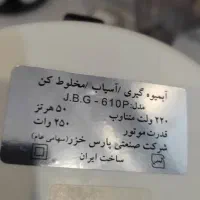 آبمیوه گیری /آسیاب /مخلوط کن
مدل: J.B.G - 610P
۲۲۰ ولت متناوب ۵۰ هرتز
قدرت موتور ۲۵۰ وات
شرکت صنعتی پارس خزر (سهامی عام)
ساخت ایران